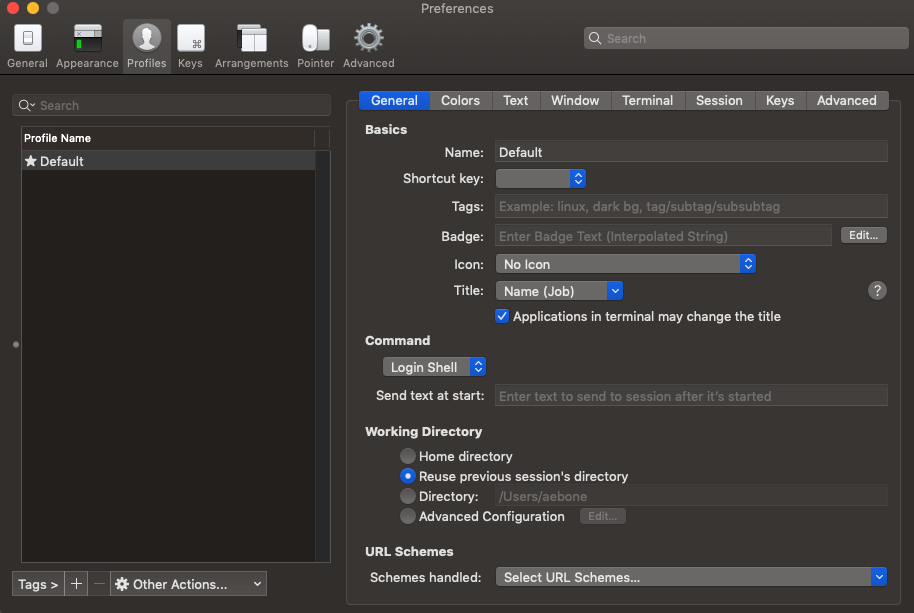 Preferences
General Appearance Profiles Keys Arrangements Pointer Advanced
Search
Search
Profile Name
Default
Tags >
Other Actions...
General Colors Text Window Terminal Session Keys Advanced
Basics
Name: Default
Shortcut key:
Tags: Example: linux, dark bg, tag/subtag/subsubtag
Badge: Enter Badge Text (Interpolated String) Edit...
Icon: No Icon
Title: Name (Job) ?
Applications in terminal may change the title
Command
Login Shell
Send text at start: Enter text to send to session after it's started
Working Directory
Home directory
Reuse previous session's directory
Directory: /Users/aebone
Advanced Configuration Edit...
URL Schemes
Schemes handled: Select URL Schemes...